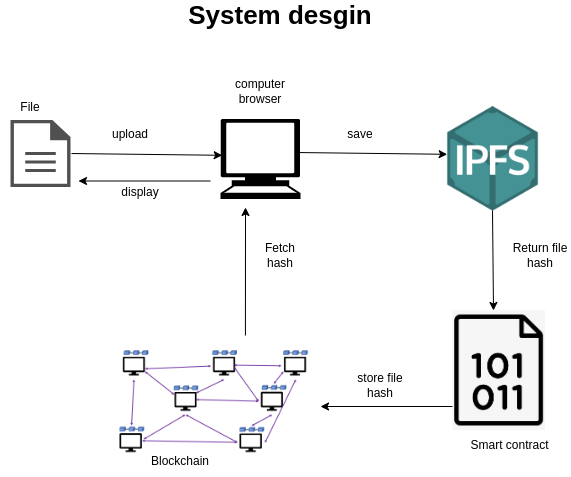 System desgin
computer
browser
File
upload
save
display
IPFS
Fetch
hash
Return file
hash
101
011
store file
hash
Smart contract
Blockchain